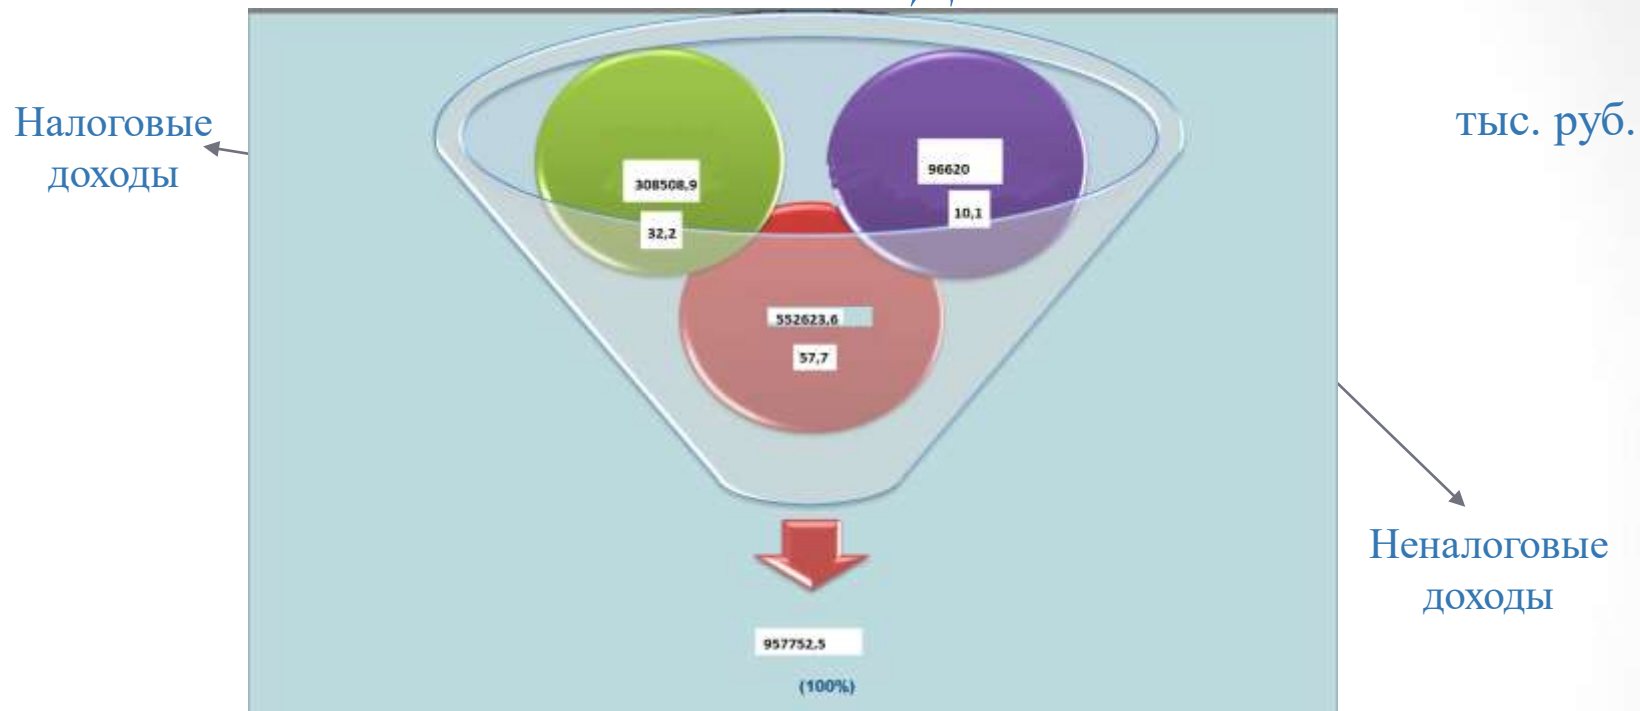 Налоговые
доходы
тыс. руб.
308508,9
32,2
96620
10,1
552623,6
57,7
Неналоговые
доходы
957752,5
(100%)